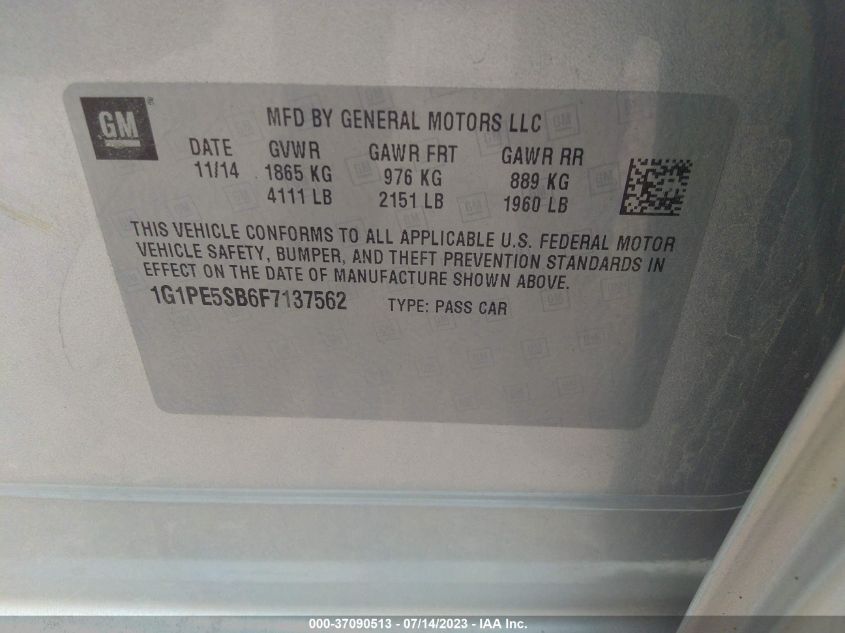 GM
MFD BY GENERAL MOTORS LLC
DATE GVWR GAWR FRT GAWR RR
11/14 1865 KG 976 KG 889 KG
4111 LB 2151 LB 1960 LB
THIS VEHICLE CONFORMS TO ALL APPLICABLE U.S. FEDERAL MOTOR
VEHICLE SAFETY, BUMPER, AND THEFT PREVENTION STANDARDS IN
EFFECT ON THE DATE OF MANUFACTURE SHOWN ABOVE.
1G1PE5SB6F7137562 TYPE: PASS CAR
000-37090513 - 07/14/2023 - IAA Inc.